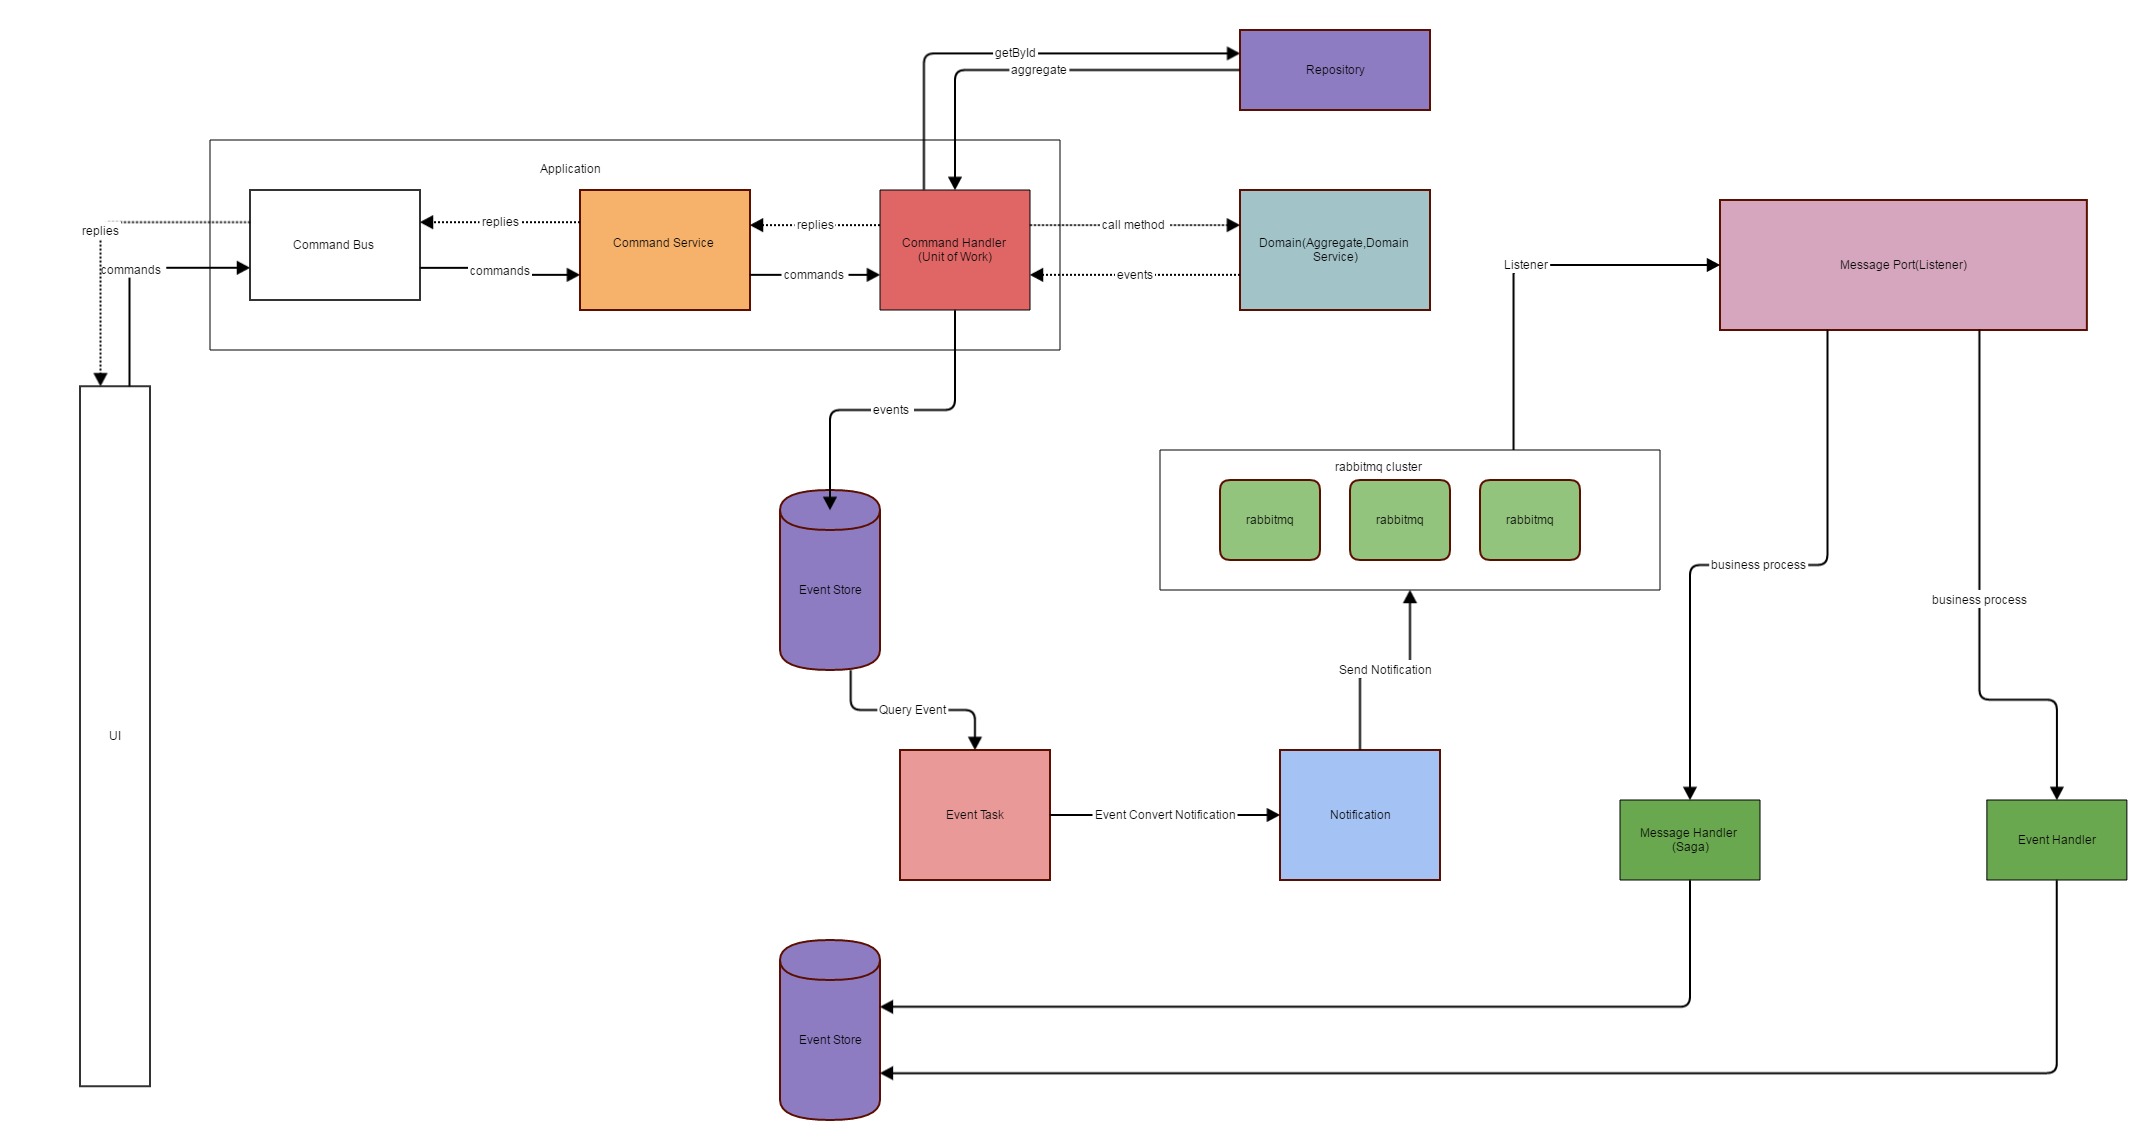 getById
aggregate
Repository
Application
replies
commands
Command Bus
replies
commands
Command Service
replies
commands
Command Handler
(Unit of Work)
call method
events
Domain(Aggregate,Domain
Service)
Listener
Message Port(Listener)
events
rabbitmq cluster
rabbitmq
rabbitmq
rabbitmq
business process
business process
Event Store
Send Notification
Query Event
UI
Event Task
Event Convert Notification
Notification
Message Handler
(Saga)
Event Handler
Event Store